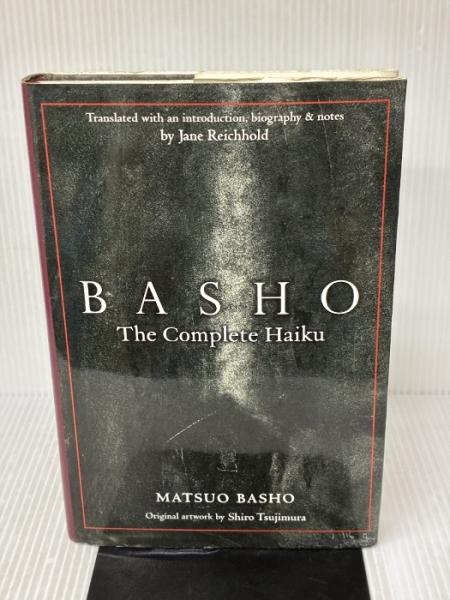 Translated with an introduction, biography & notes
by Jane Reichhold
BASHO
The Complete Haiku
MATSUO BASHO
Original artwork by Shiro Tsujimura